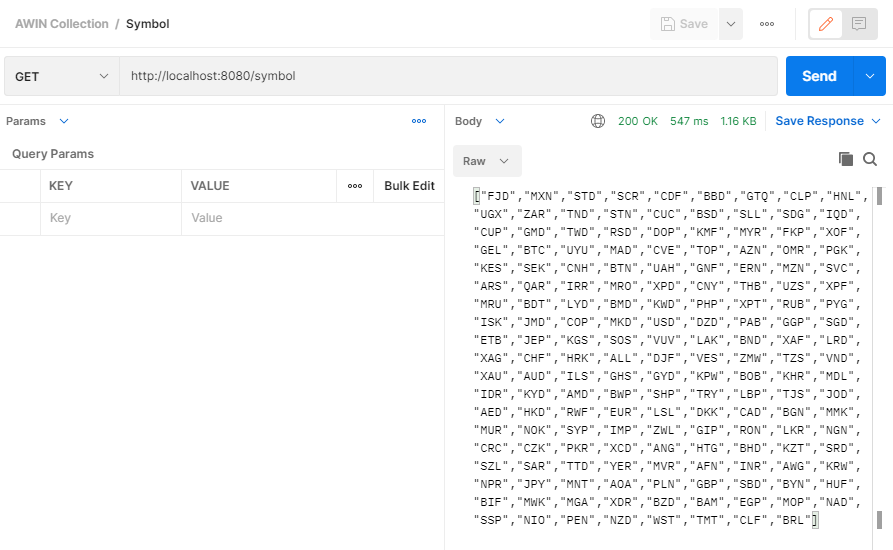 AWIN Collection / Symbol
Save
GET
http://localhost:8080/symbol
Send
Params
Body
200 OK 547 ms 1.16 KB
Save Response
Query Params
Raw
KEY VALUE Bulk Edit
Key Value
["FJD","MXN","STD","SCR","CDF","BBD","GTQ","CLP","HNL",
"UGX","ZAR","TND","STN","CUC","BSD","SLL","SDG","IQD",
"CUP","GMD","TWD","RSD","DOP","KMF","MYR","FKP","XOF",
"GEL","BTC","UYU","MAD","CVE","TOP","AZN","OMR","PGK",
"KES","SEK","CNH","BTN","UAH","GNF","ERN","MZN","SVC",
"ARS","QAR","IRR","MRO","XPD","CNY","THB","UZS","XPF",
"MRU","BDT","LYD","BMD","KWD","PHP","XPT","RUB","PYG",
"ISK","JMD","COP","MKD","USD","DZD","PAB","GGP","SGD",
"ETB","JEP","KGS","SOS","VUV","LAK","BND","XAF","LRD",
"XAG","CHF","HRK","ALL","DJF","VES","ZMW","TZS","VND",
"XAU","AUD","ILS","GHS","GYD","KPW","BOB","KHR","MDL",
"IDR","KYD","AMD","BWP","SHP","TRY","LBP","TJS","JOD",
"AED","HKD","RWF","EUR","LSL","DKK","CAD","BGN","MMK",
"MUR","NOK","SYP","IMP","ZWL","GIP","RON","LKR","NGN",
"CRC","CZK","PKR","XCD","ANG","HTG","BHD","KZT","SRD",
"SZL","SAR","TTD","YER","MVR","AFN","INR","AWG","KRW",
"NPR","JPY","MNT","AOA","PLN","GBP","SBD","BYN","HUF",
"BIF","MWK","MGA","XDR","BZD","BAM","EGP","MOP","NAD",
"SSP","NIO","PEN","NZD","WST","TMT","CLF","BRL"]